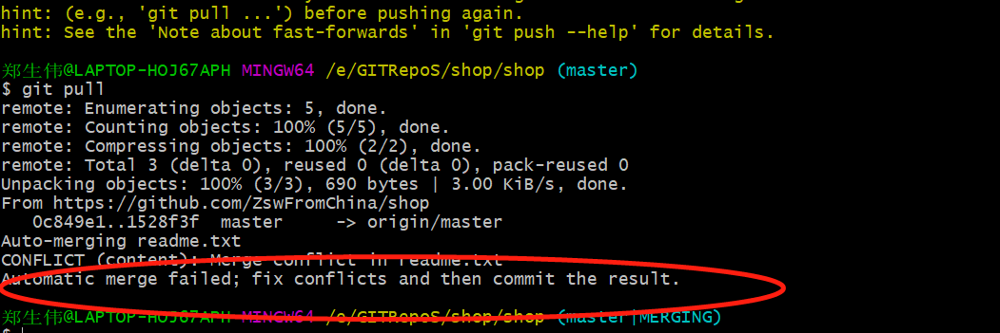 hint: (e.g., 'git pull ...') before pushing again.
hint: See the 'Note about fast-forwards' in 'git push --help' for details.
郑生伟@LAPTOP-HOJ67APH MINGW64 /e/GITRepoS/shop/shop (master)
$ git pull
remote: Enumerating objects: 5, done.
remote: Counting objects: 100% (5/5), done.
remote: Compressing objects: 100% (2/2), done.
remote: Total 3 (delta 0), reused 0 (delta 0), pack-reused 0
Unpacking objects: 100% (3/3), 690 bytes | 3.00 KiB/s, done.
From https://github.com/ZswFromChina/shop
   0c849e1..1528f3f  master     -> origin/master
Auto-merging readme.txt
CONFLICT (content): Merge conflict in readme.txt
Automatic merge failed; fix conflicts and then commit the result.
郑生伟@LAPTOP-HOJ67APH MINGW64 /e/GITRepoS/shop/shop (master|MERGING)
$